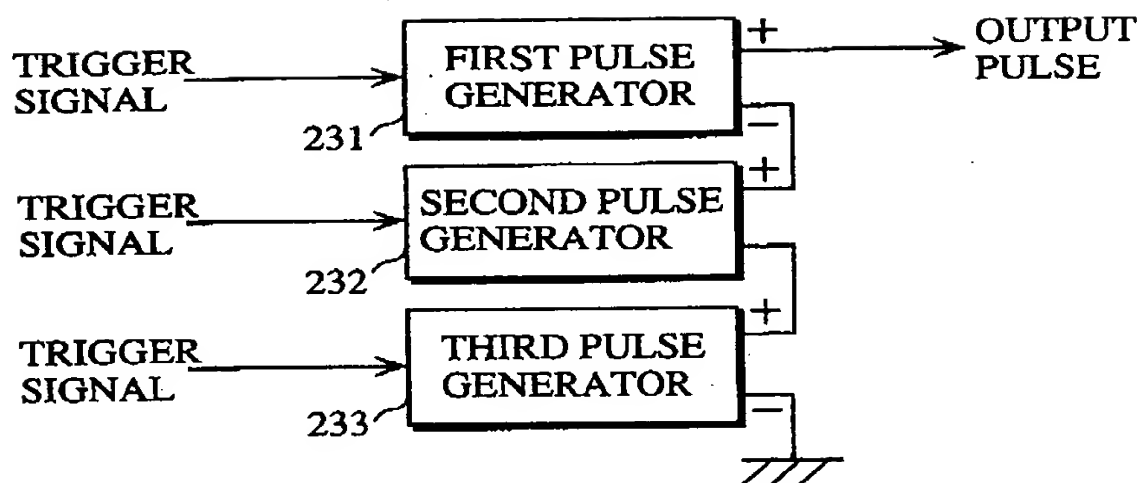 TRIGGER
SIGNAL
FIRST PULSE
GENERATOR
+
−
OUTPUT
PULSE
231
TRIGGER
SIGNAL
SECOND PULSE
GENERATOR
+
232
TRIGGER
SIGNAL
THIRD PULSE
GENERATOR
+
−
233